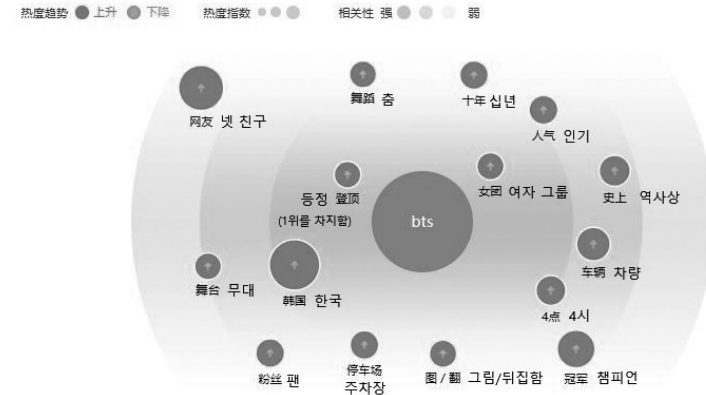 热度趋势 上升 下降 热度指数 相关性 强 弱
网友 넷 친구
舞蹈 춤
十年 십년
人气 인기
등정 登顶
(1위를 차지함)
女团 여자 그룹
史上 역사상
bts
舞台 무대
韩国 한국
车辆 차량
4点 4시
粉丝 팬
停车场
주차장
图 / 翻 그림/뒤집함
冠军 챔피언